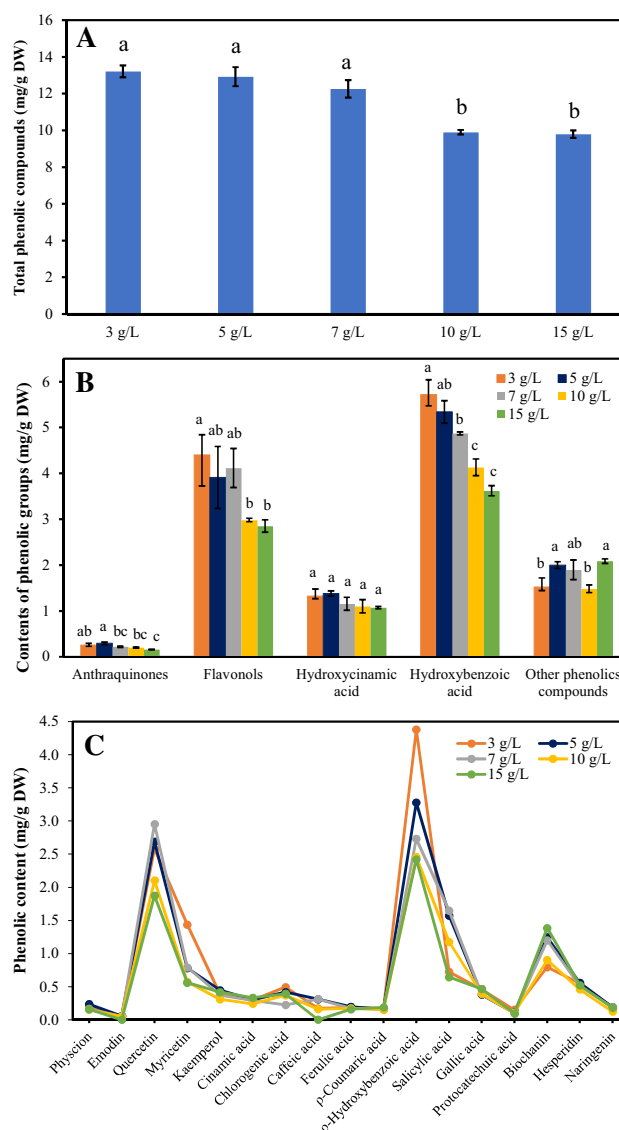 A
Total phenolic compounds (mg/g DW)
16
14
12
10
8
6
4
2
0
a
a
a
b
b
3 g/L
5 g/L
7 g/L
10 g/L
15 g/L
B
Contents of phenolic groups (mg/g DW)
6
5
4
3
2
1
0
3 g/L
5 g/L
7 g/L
10 g/L
15 g/L
ab a bc bc c
a ab ab b b
a a a a a
a ab b c c
b a ab b a
Anthraquinones
Flavonols
Hydroxycinamic
acid
Hydroxybenzoic
acid
Other phenolics
compounds
C
Phenolic content (mg/g DW)
4.5
4.0
3.5
3.0
2.5
2.0
1.5
1.0
0.5
0.0
3 g/L
5 g/L
7 g/L
10 g/L
15 g/L
Physcion
Emodin
Quercetin
Myricetin
Kaemperol
Cinamic acid
Chlorogenic acid
Caffeic acid
Ferulic acid
ρ-Coumaric acid
ρ-Hydroxybenzoic acid
Salicylic acid
Gallic acid
Protocatechuic acid
Biochanin
Hesperidin
Naringenin